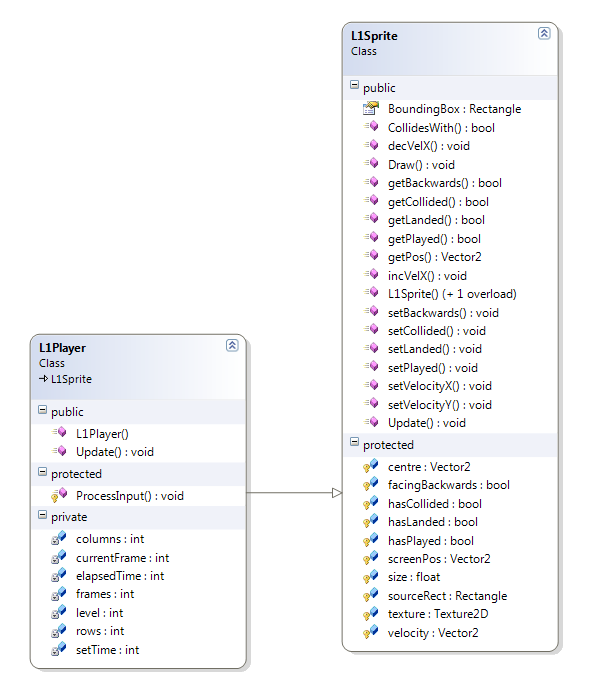 L1Sprite
Class
public
BoundingBox : Rectangle
CollidesWith() : bool
decVelX() : void
Draw() : void
getBackwards() : bool
getCollided() : bool
getLanded() : bool
getPlayed() : bool
getPos() : Vector2
incVelX() : void
L1Sprite() (+ 1 overload)
setBackwards() : void
setCollided() : void
setLanded() : void
setPlayed() : void
setVelocityX() : void
setVelocityY() : void
Update() : void
protected
centre : Vector2
facingBackwards : bool
hasCollided : bool
hasLanded : bool
hasPlayed : bool
screenPos : Vector2
size : float
sourceRect : Rectangle
texture : Texture2D
velocity : Vector2
L1Player
Class
L1Sprite
public
L1Player()
Update() : void
protected
ProcessInput() : void
private
columns : int
currentFrame : int
elapsedTime : int
frames : int
level : int
rows : int
setTime : int